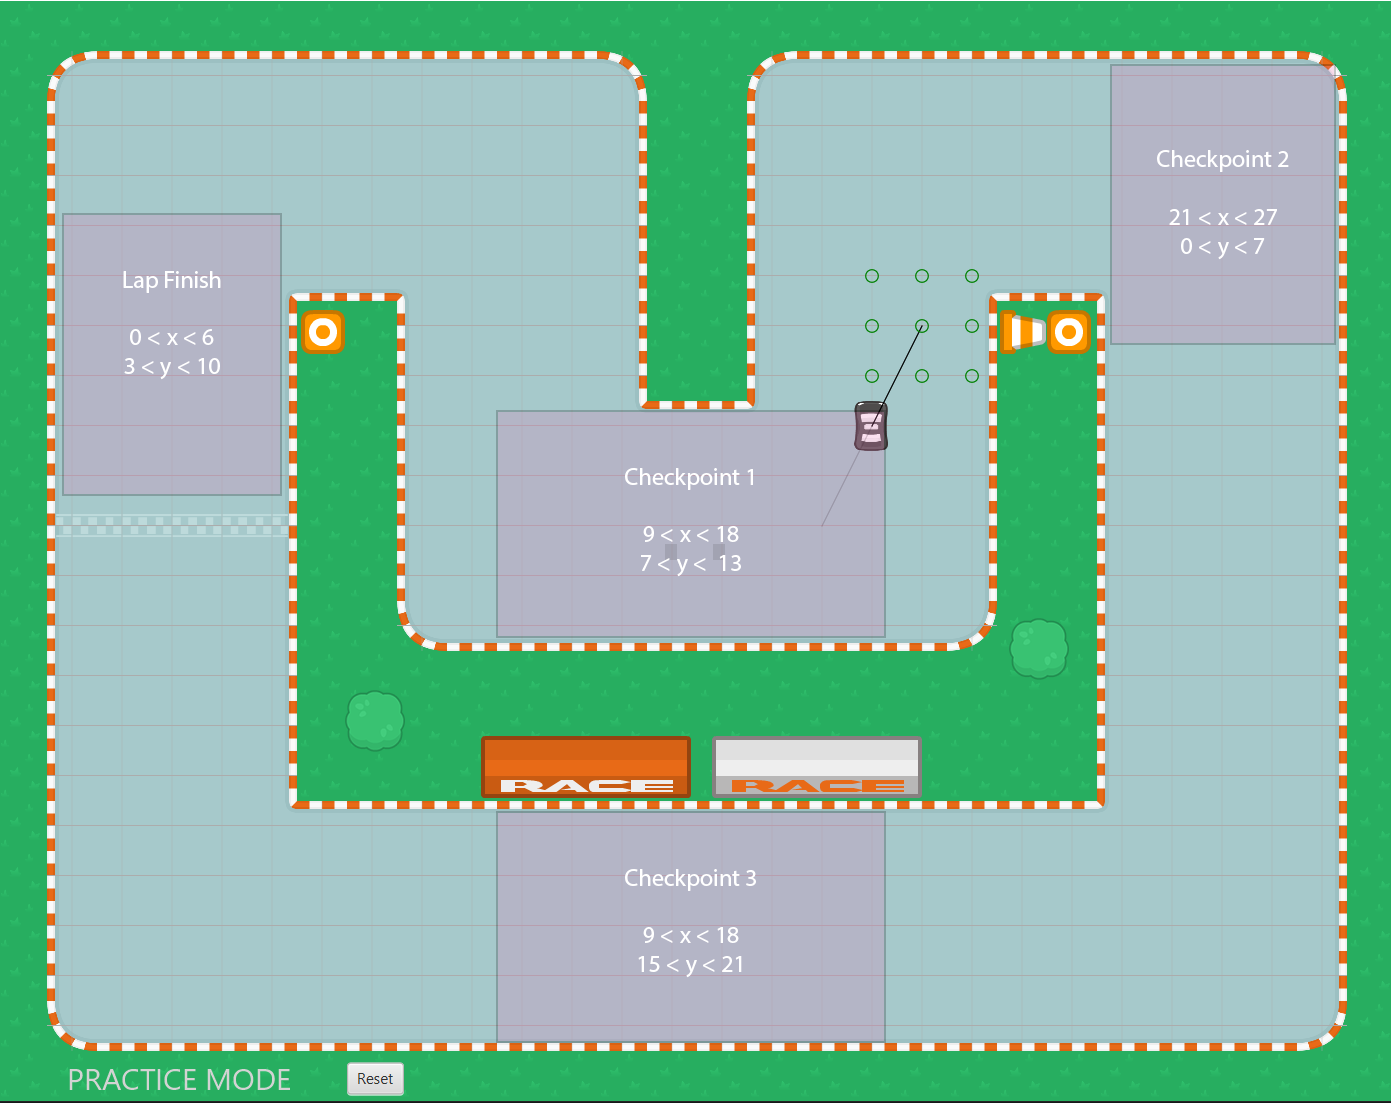 Checkpoint 2
21 < x < 27
0 < y < 7
Lap Finish
0 < x < 6
3 < y < 10
Checkpoint 1
9 < x < 18
7 < y < 13
RACE
RACE
Checkpoint 3
9 < x < 18
15 < y < 21
PRACTICE MODE
Reset